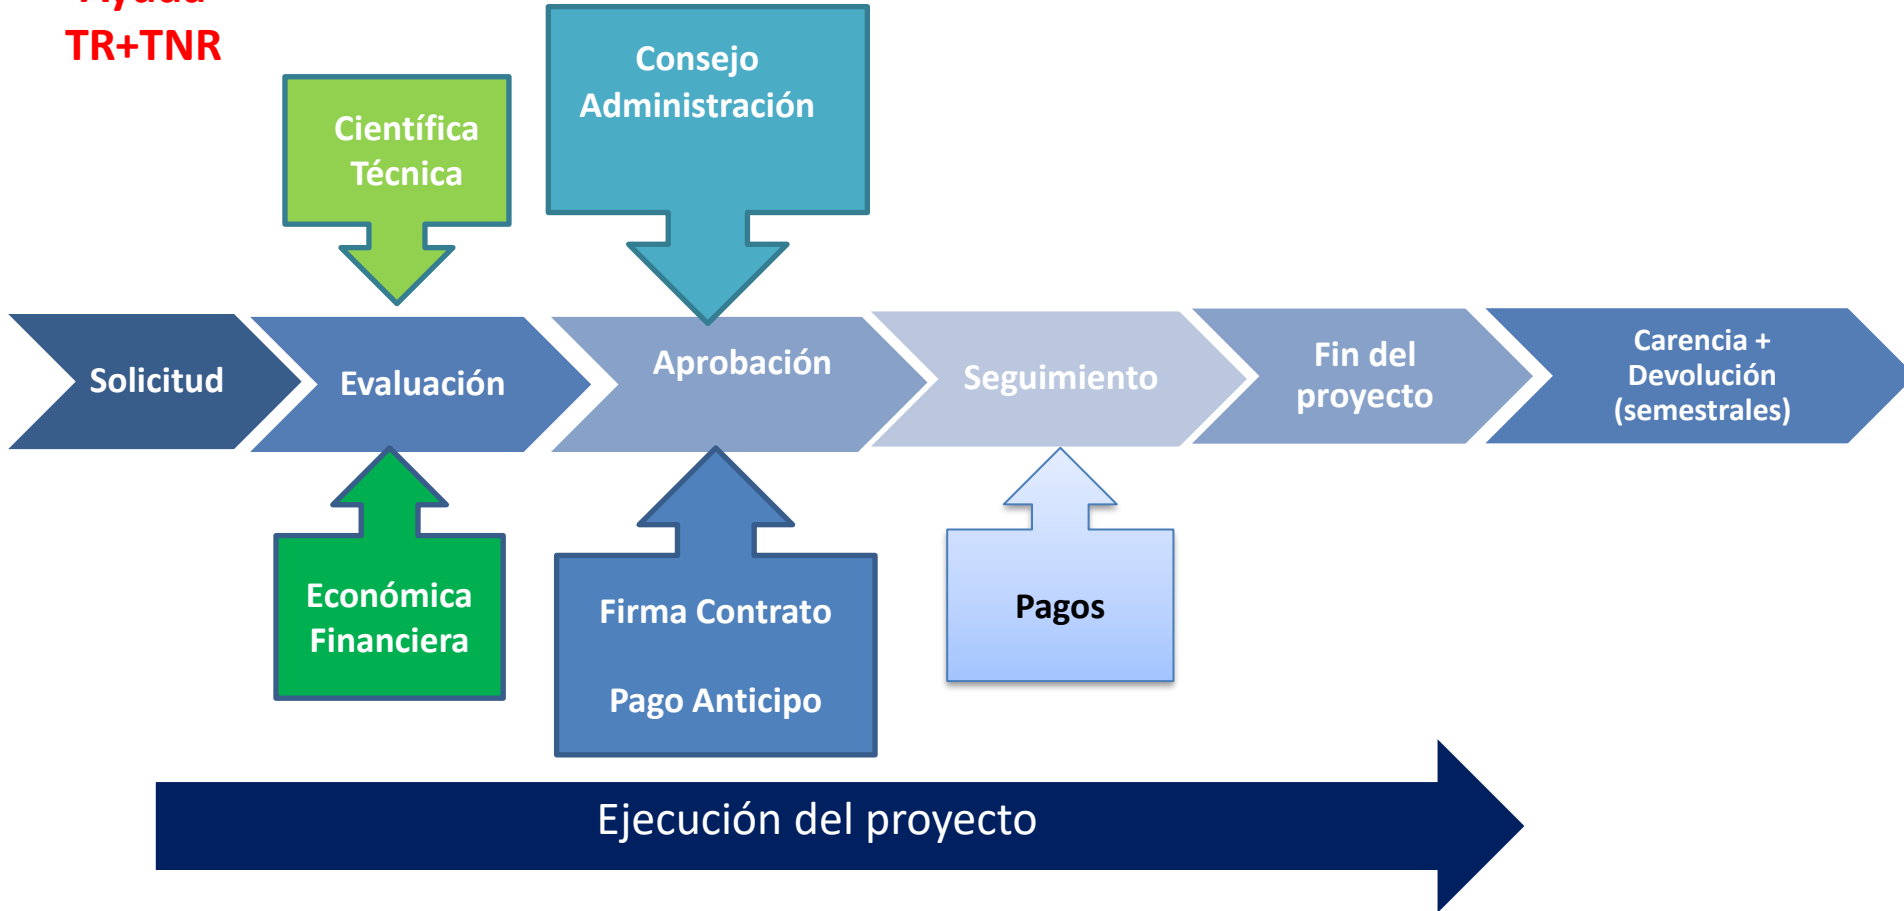 TR+TNR
Consejo
Administración
Científica
Técnica
Solicitud
Evaluación
Aprobación
Seguimiento
Fin del
proyecto
Carencia +
Devolución
(semestrales)
Económica
Financiera
Firma Contrato
Pago Anticipo
Pagos
Ejecución del proyecto